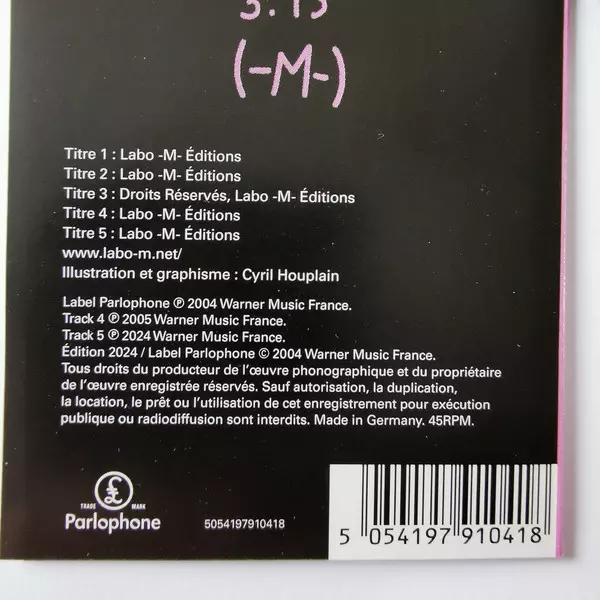 3:15
(-M-)
Titre 1 : Labo -M- Éditions
Titre 2 : Labo -M- Éditions
Titre 3 : Droits Réservés, Labo -M- Éditions
Titre 4 : Labo -M- Éditions
Titre 5 : Labo -M- Éditions
www.labo-m.net/
Illustration et graphisme : Cyril Houplain
Label Parlophone ℗ 2004 Warner Music France.
Track 4 ℗ 2005 Warner Music France.
Track 5 ℗ 2024 Warner Music France.
Édition 2024 / Label Parlophone © 2004 Warner Music France.
Tous droits du producteur de l'œuvre phonographique et du propriétaire
de l'œuvre enregistrée réservés. Sauf autorisation, la duplication,
la location, le prêt ou l'utilisation de cet enregistrement pour exécution
publique ou radiodiffusion sont interdits. Made in Germany. 45RPM.
£
TRADE MARK
Parlophone
5054197910418
5 054197 910418